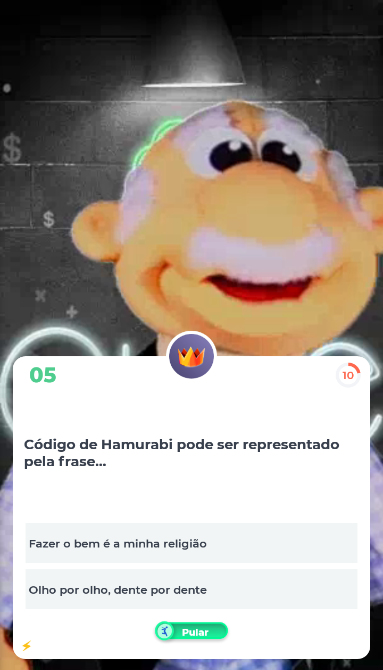 05
10
Código de Hamurabi pode ser representado
pela frase...
Fazer o bem é a minha religião
Olho por olho, dente por dente
Pular